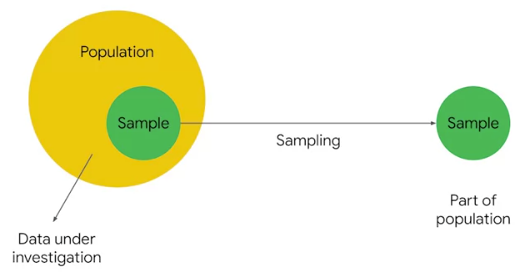 Population
Sample
Sampling
Sample
Part of
population
Data under
investigation